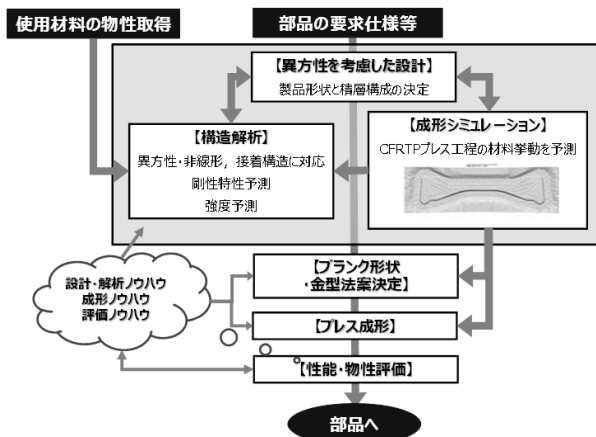 使用材料の物性取得
部品の要求仕様等
【異方性を考慮した設計】
製品形状と積層構成の決定
【構造解析】
異方性・非線形，接着構造に対応
剛性特性予測
強度予測
【成形シミュレーション】
CFRTPプレス工程の材料挙動を予測
設計・解析ノウハウ
成形ノウハウ
評価ノウハウ
【ブランク形状
・金型法案決定】
【プレス成形】
【性能・物性評価】
部品へ